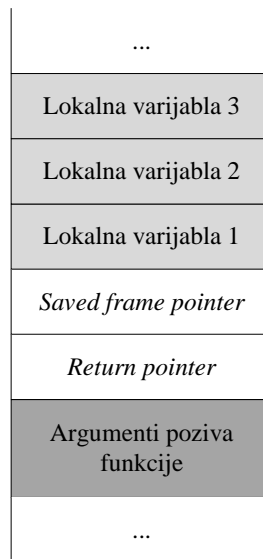 ...
Lokalna varijabla 3
Lokalna varijabla 2
Lokalna varijabla 1
Saved frame pointer
Return pointer
Argumenti poziva
funkcije
...